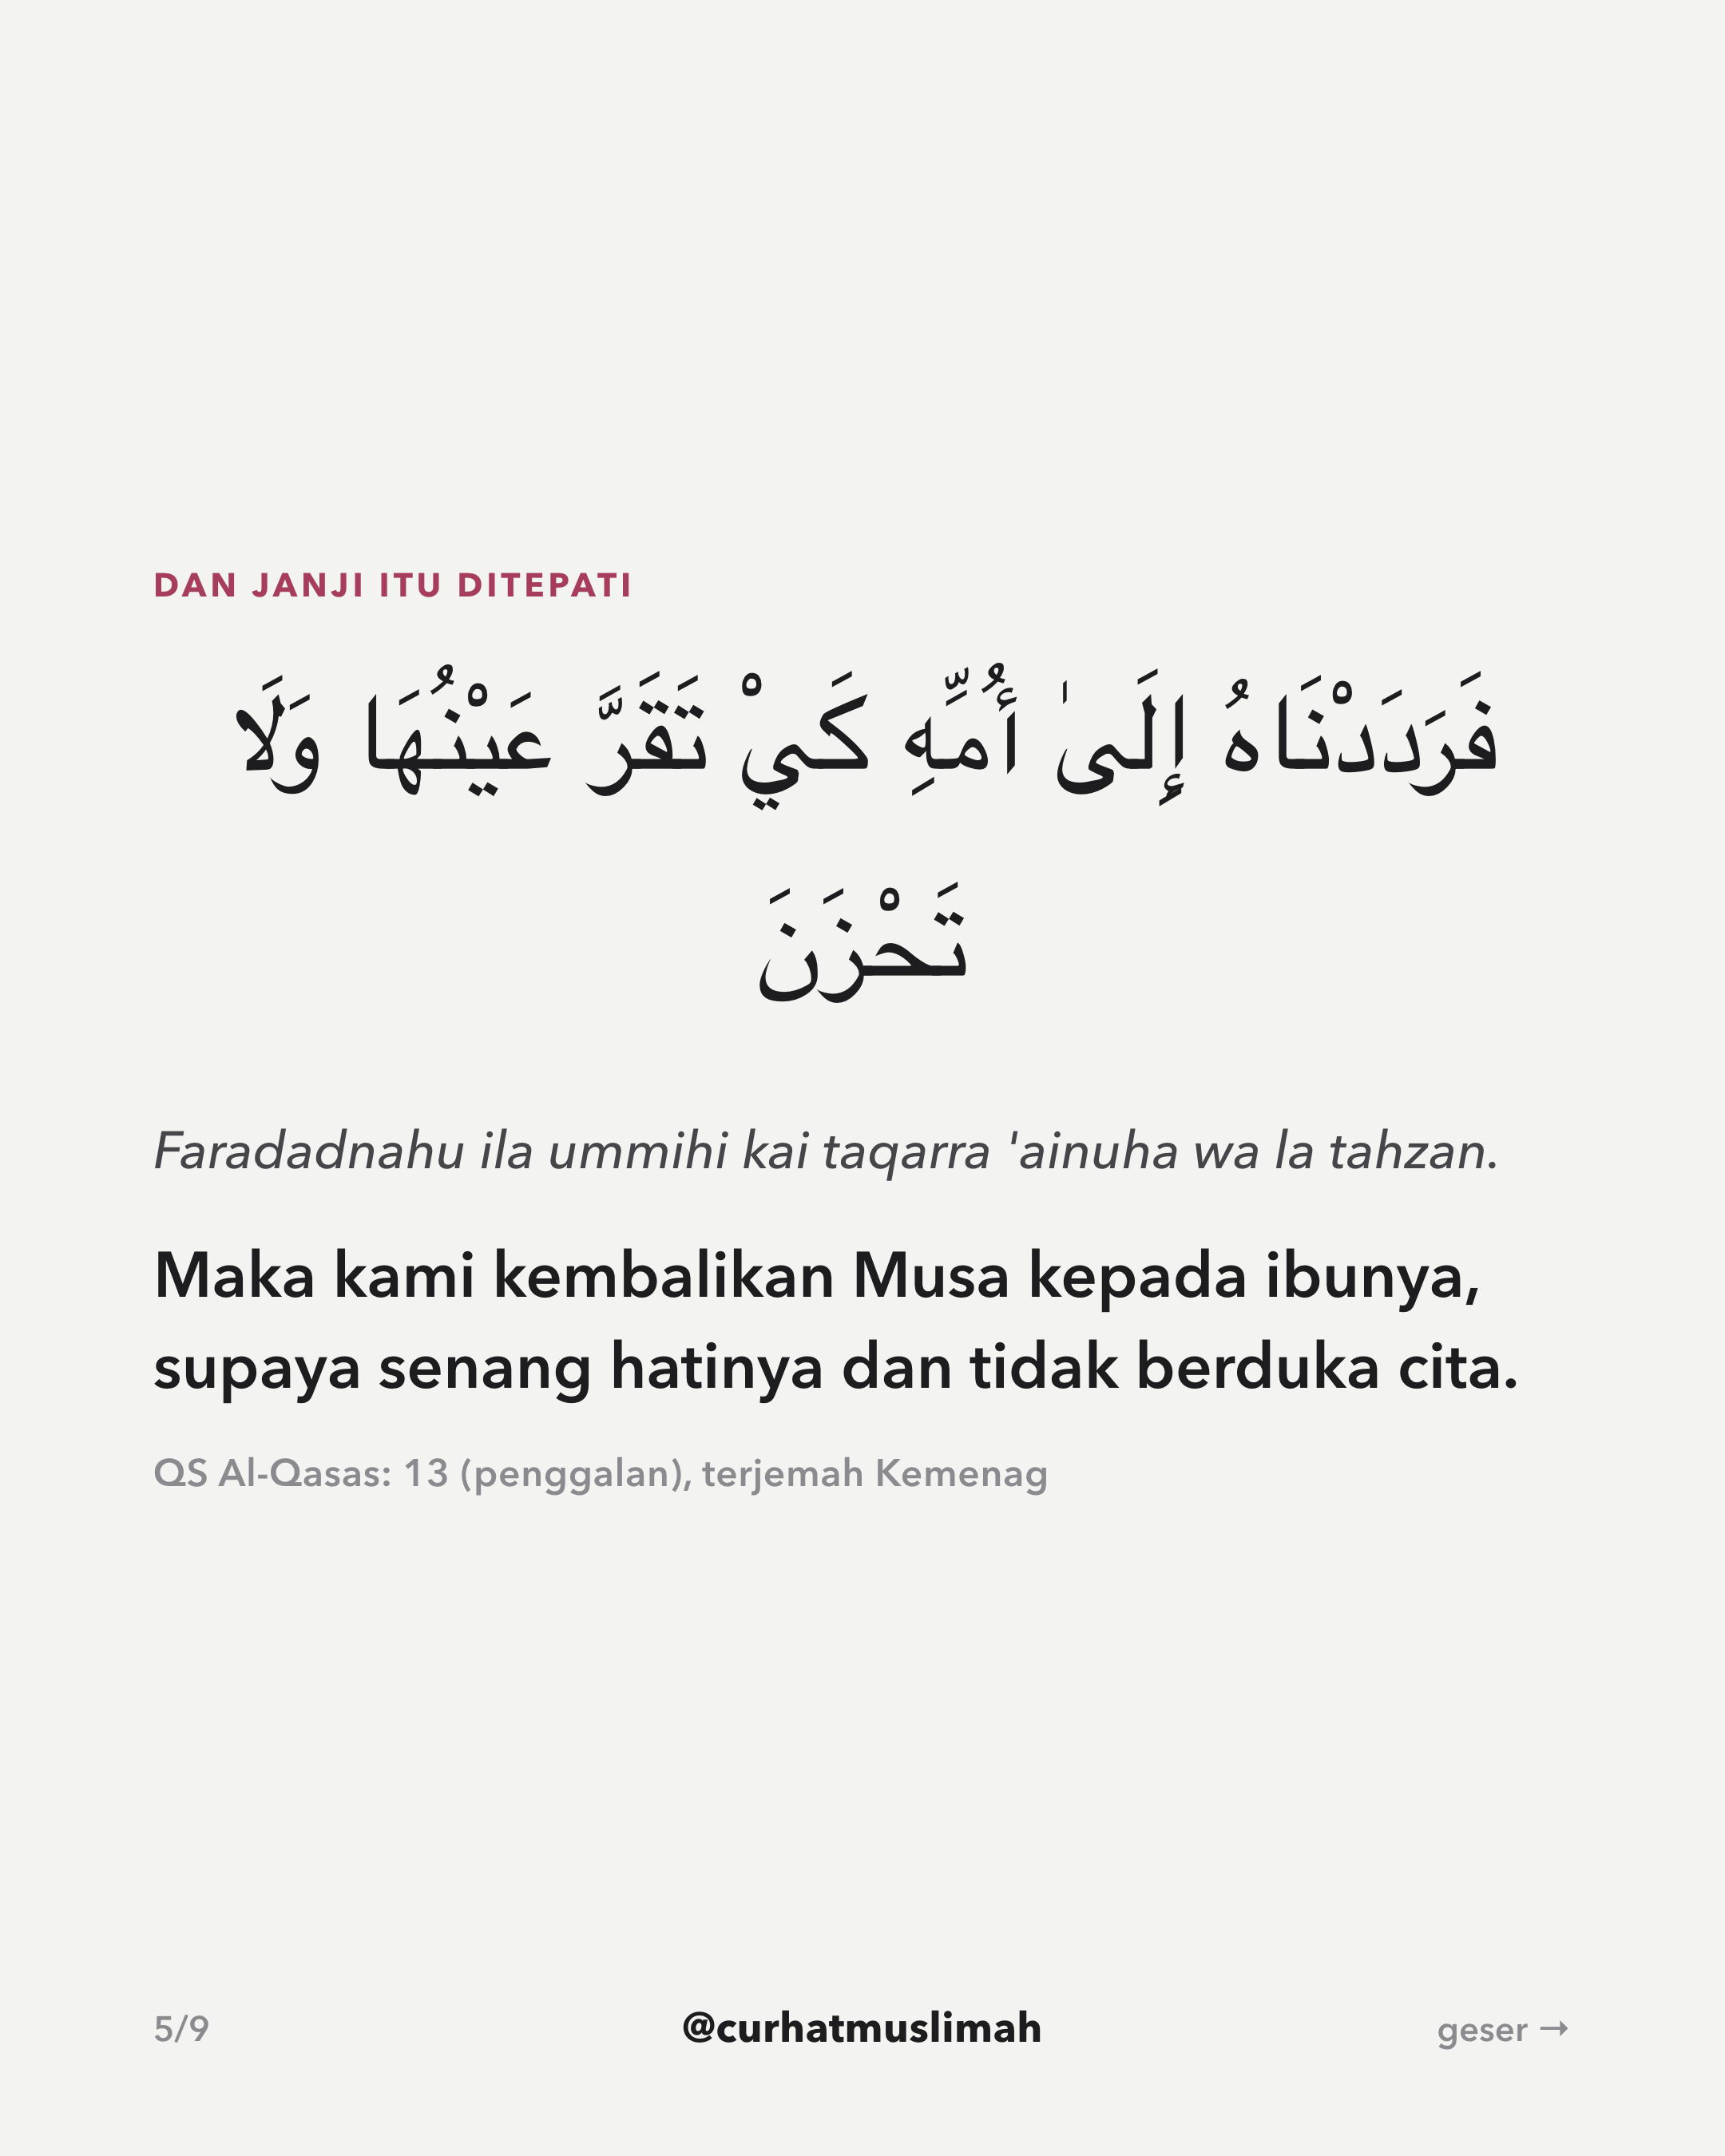 DAN JANJI ITU DITEPATI
فَرَدَدْنَاهُ إِلَىٰ أُمِّهِ كَيْ تَقَرَّ عَيْنُهَا وَلَا
تَحْزَنَ
Faradadnahu ila ummihi kai taqarra 'ainuha wa la tahzan.
Maka kami kembalikan Musa kepada ibunya,
supaya senang hatinya dan tidak berduka cita.
QS Al-Qasas: 13 (penggalan), terjemah Kemenag
5/9
@curhatmuslimah
geser →